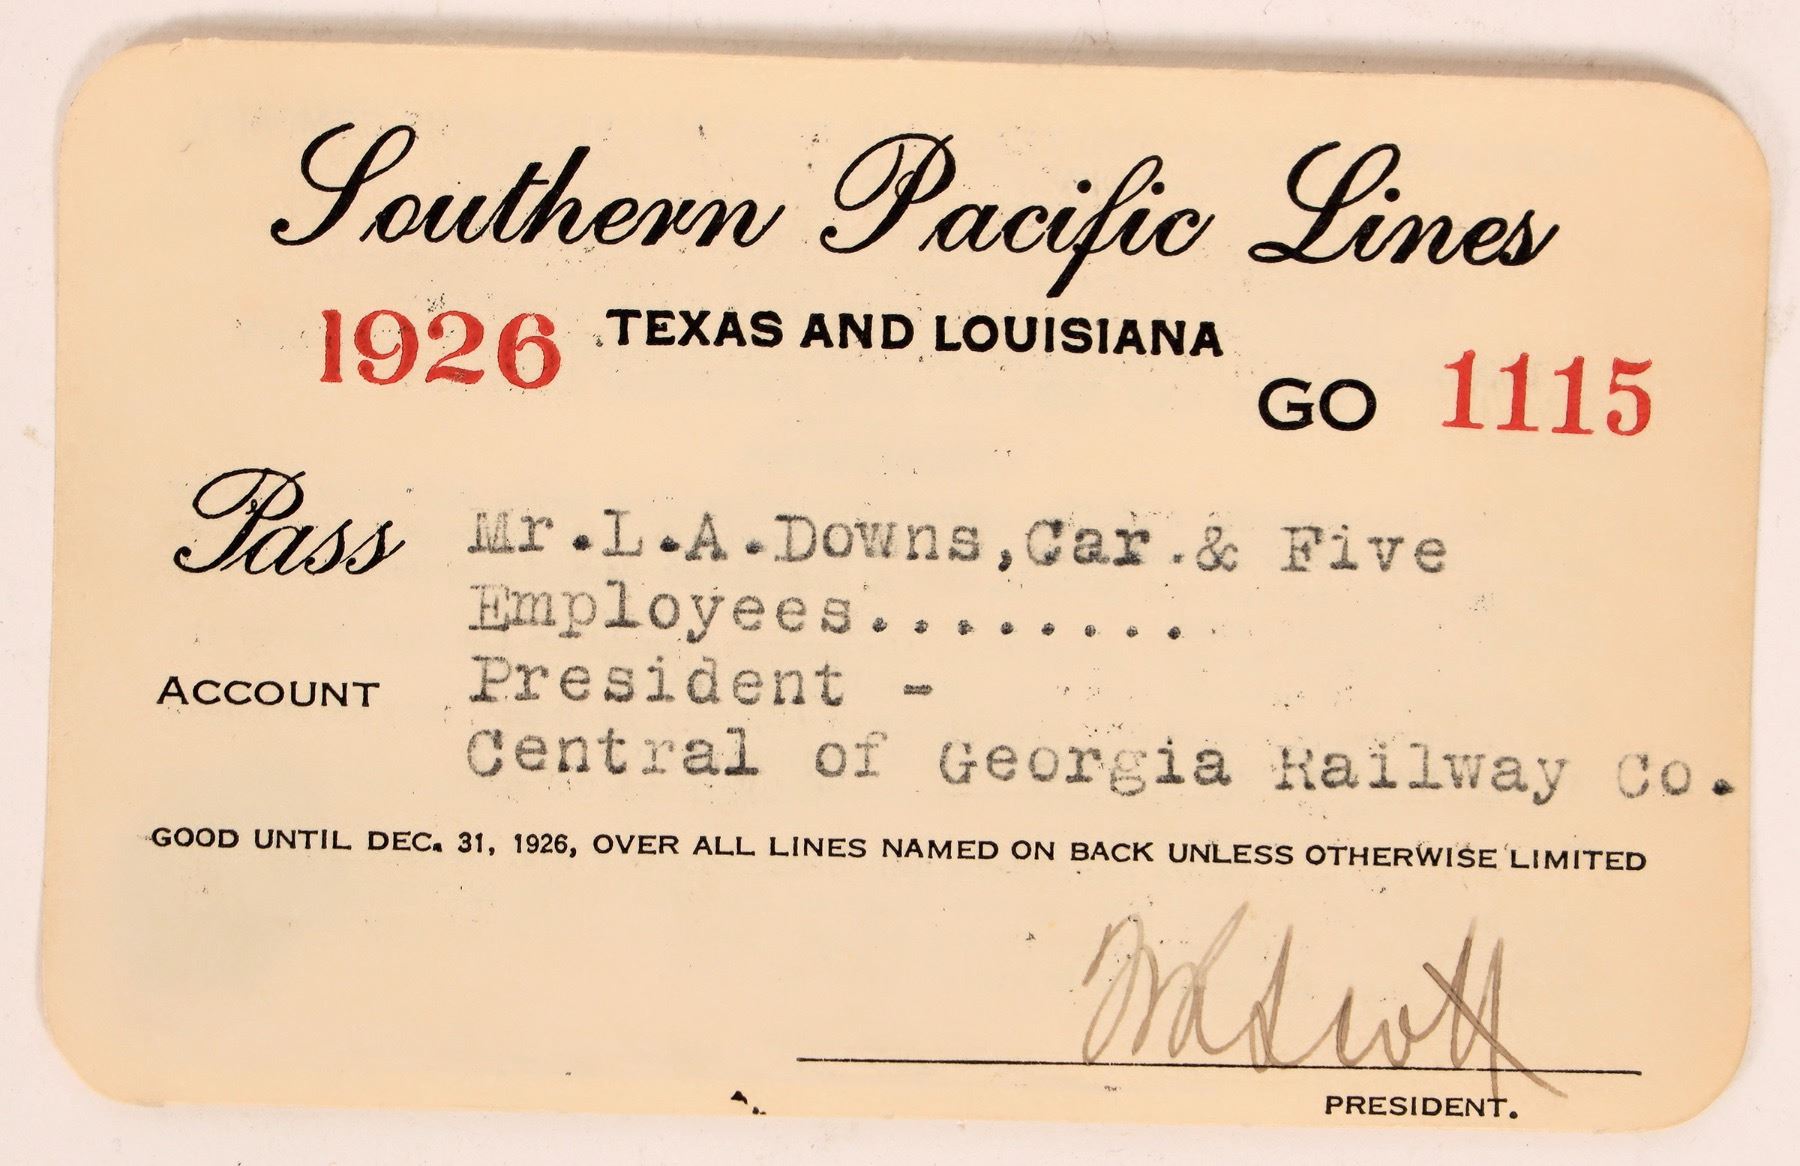 Southern Pacific Lines
1926 TEXAS AND LOUISIANA
GO 1115
Pass Mr.L.A.Downs,Car.& Five
Employees........
ACCOUNT President -
Central of Georgia Railway Co.
GOOD UNTIL DEC. 31, 1926, OVER ALL LINES NAMED ON BACK UNLESS OTHERWISE LIMITED
WRScott
PRESIDENT.